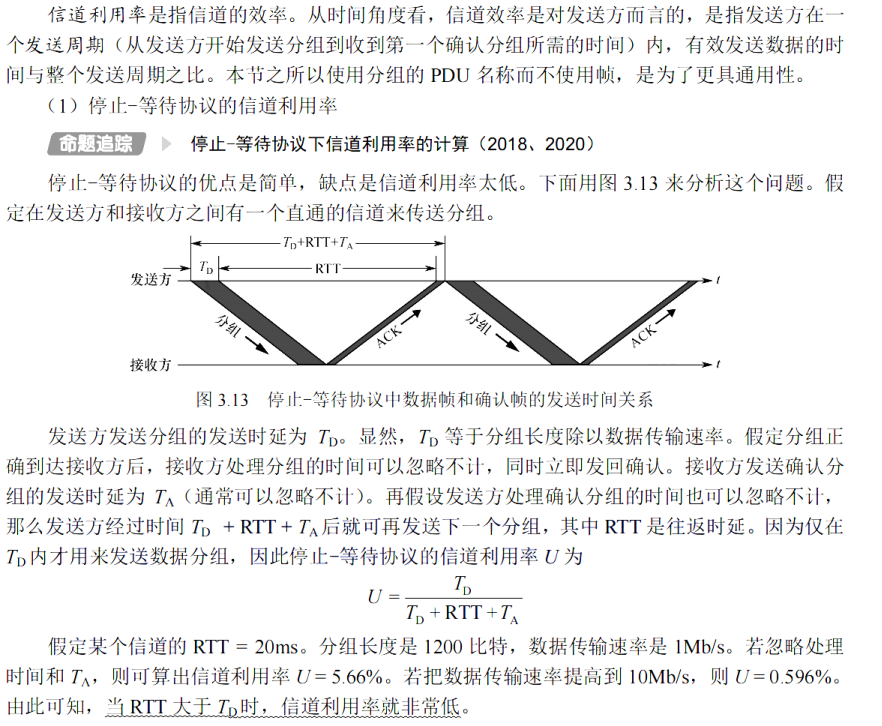 信道利用率是指信道的效率。从时间角度看，信道效率是对发送方而言的，是指发送方在一
个发送周期（从发送方开始发送分组到收到第一个确认分组所需的时间）内，有效发送数据的时
间与整个发送周期之比。本节之所以使用分组的 PDU 名称而不使用帧，是为了更具通用性。
（1）停止-等待协议的信道利用率
命题追踪 停止-等待协议下信道利用率的计算（2018、2020）
停止-等待协议的优点是简单，缺点是信道利用率太低。下面用图 3.13 来分析这个问题。假
定在发送方和接收方之间有一个直通的信道来传送分组。
T_D+RTT+T_A
T_D RTT
发送方 t
分组 ACK 分组 ACK
接收方 t
图 3.13 停止-等待协议中数据帧和确认帧的发送时间关系
发送方发送分组的发送时延为 T_D。显然，T_D 等于分组长度除以数据传输速率。假定分组正
确到达接收方后，接收方处理分组的时间可以忽略不计，同时立即发回确认。接收方发送确认分
组的发送时延为 T_A（通常可以忽略不计）。再假设发送方处理确认分组的时间也可以忽略不计，
那么发送方经过时间 T_D + RTT + T_A 后就可再发送下一个分组，其中 RTT 是往返时延。因为仅在
T_D 内才用来发送数据分组，因此停止-等待协议的信道利用率 U 为
U = T_D / (T_D + RTT + T_A)
假定某个信道的 RTT = 20ms。分组长度是 1200 比特，数据传输速率是 1Mb/s。若忽略处理
时间和 T_A，则可算出信道利用率 U = 5.66%。若把数据传输速率提高到 10Mb/s，则 U = 0.596%。
由此可知，当 RTT 大于 T_D 时，信道利用率就非常低。